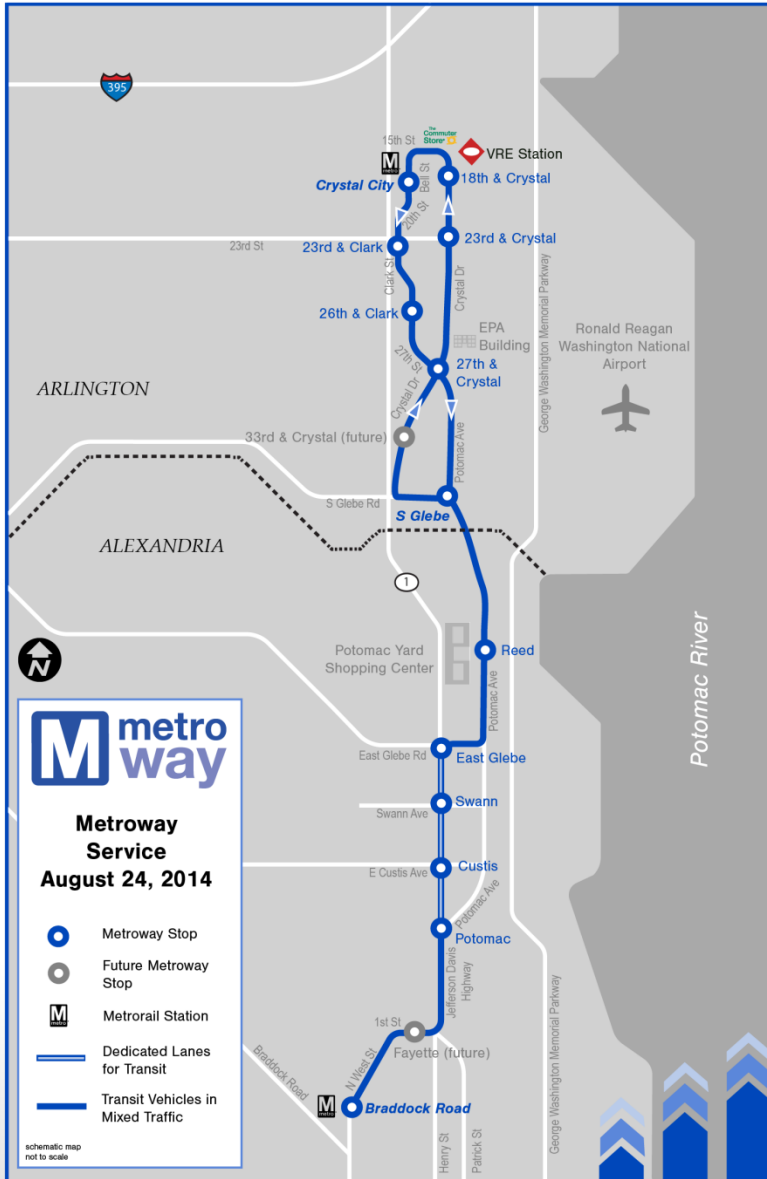 395
The
Commuter
Store
15th St
M
metro
VRE Station
Bell St
Crystal City
18th & Crystal
20th St
23rd St
23rd & Clark
23rd & Crystal
Clark St
Crystal Dr
George Washington Memorial Parkway
26th & Clark
EPA
Building
Ronald Reagan
Washington National
Airport
27th St
27th &
Crystal
ARLINGTON
Crystal Dr
33rd & Crystal (future)
Potomac Ave
S Glebe Rd
S Glebe
ALEXANDRIA
1
N
Potomac Yard
Shopping Center
Reed
Potomac Ave
Potomac River
East Glebe Rd
East Glebe
Swann
Swann Ave
Custis
E Custis Ave
Potomac Ave
Potomac
Jefferson Davis
Highway
1st St
Fayette (future)
N West St
Braddock Road
M
metro
Braddock Road
Henry St
Patrick St
George Washington Memorial Parkway
M
metro
way
Metroway
Service
August 24, 2014
Metroway Stop
Future Metroway
Stop
M
metro
Metrorail Station
Dedicated Lanes
for Transit
Transit Vehicles in
Mixed Traffic
schematic map
not to scale